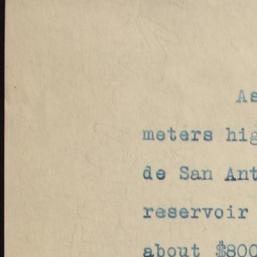 As
meters hig
de San Ant
reservoir
about $800